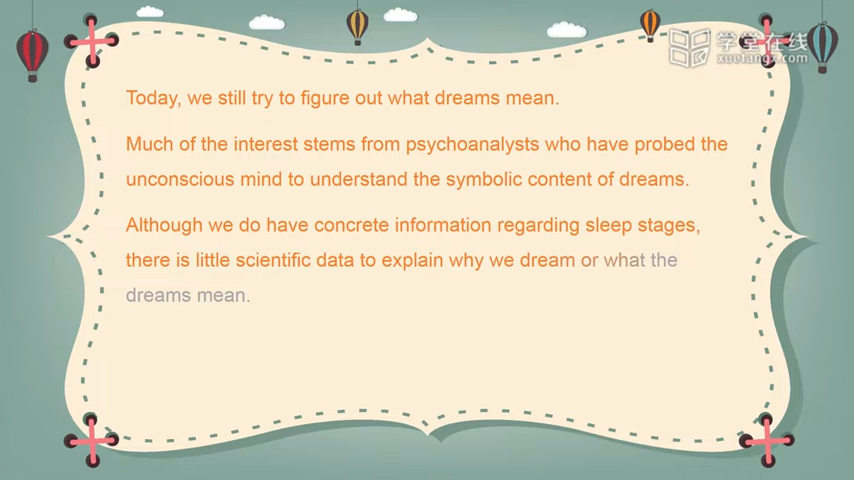 学堂在线
xuetangx.com
Today, we still try to figure out what dreams mean.
Much of the interest stems from psychoanalysts who have probed the
unconscious mind to understand the symbolic content of dreams.
Although we do have concrete information regarding sleep stages,
there is little scientific data to explain why we dream or what the
dreams mean.